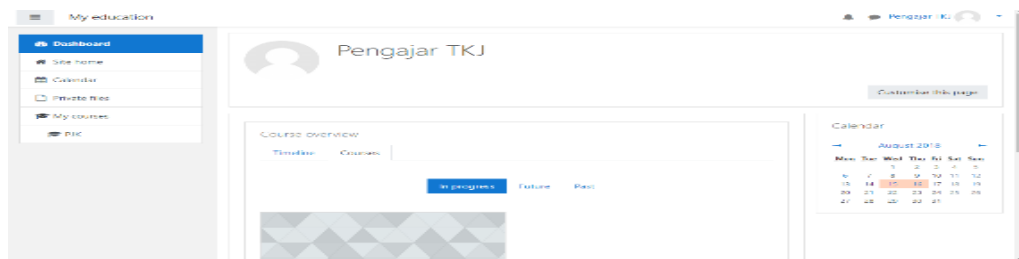 My education
Pengajar TKJ
Dashboard
Site home
Calendar
Private files
My courses
PJK
Pengajar TKJ
Customise this page
Course overview
Timeline Courses
In progress Future Past
Calendar
August 2018
Mon Tue Wed Thu Fri Sat Sun
1 2 3 4 5
6 7 8 9 10 11 12
13 14 15 16 17 18 19
20 21 22 23 24 25 26
27 28 29 30 31